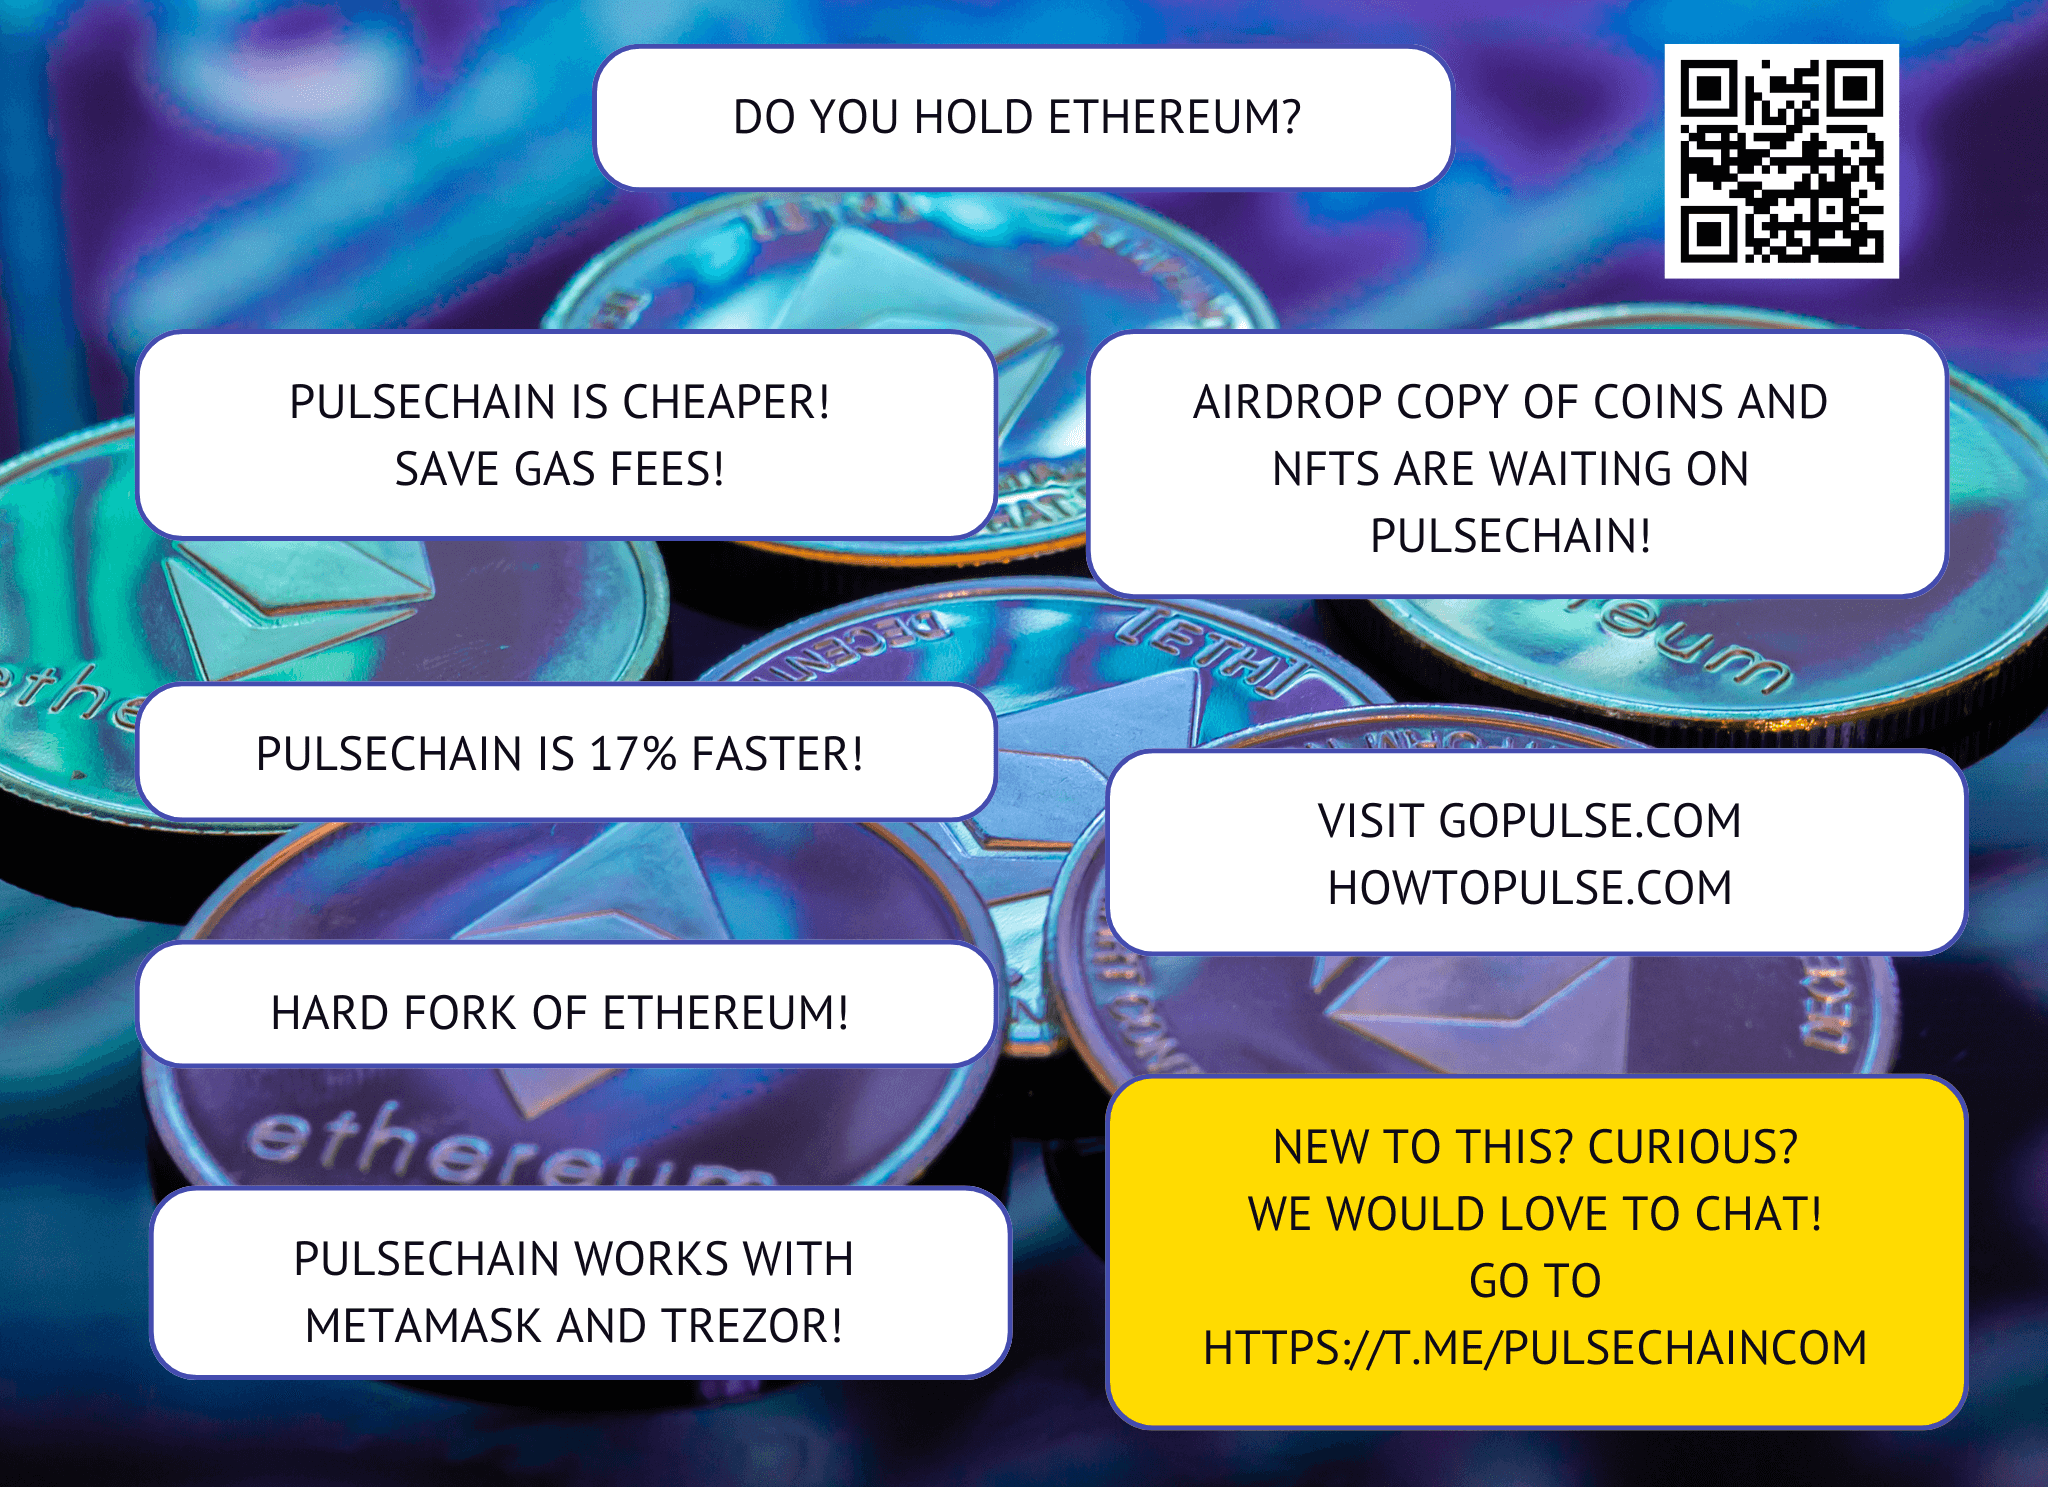 DO YOU HOLD ETHEREUM?
PULSECHAIN IS CHEAPER!
SAVE GAS FEES!
AIRDROP COPY OF COINS AND
NFTS ARE WAITING ON
PULSECHAIN!
PULSECHAIN IS 17% FASTER!
VISIT GOPULSE.COM
HOWTOPULSE.COM
HARD FORK OF ETHEREUM!
PULSECHAIN WORKS WITH
METAMASK AND TREZOR!
NEW TO THIS? CURIOUS?
WE WOULD LOVE TO CHAT!
GO TO
HTTPS://T.ME/PULSECHAINCOM
[ETH]
ethereum